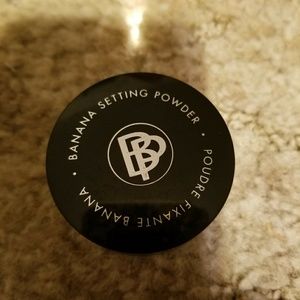 • BANANA SETTING POWDER •
POUDRE FIXANTE BANANA
BP